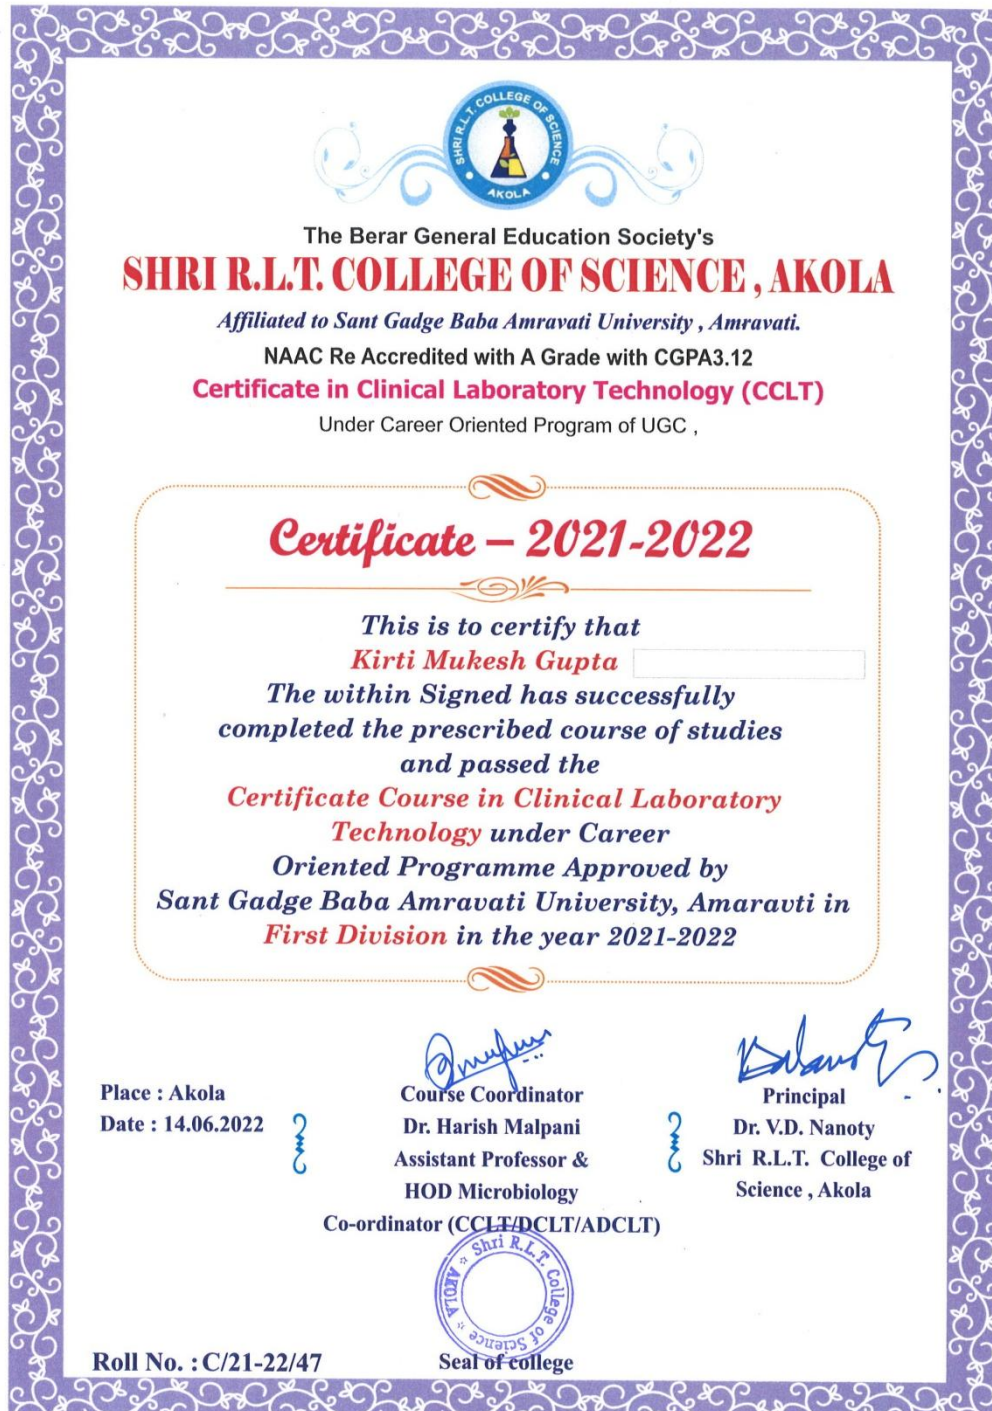 SHRI R.L.T. COLLEGE OF SCIENCE
AKOLA
The Berar General Education Society's
SHRI R.L.T. COLLEGE OF SCIENCE , AKOLA
Affiliated to Sant Gadge Baba Amravati University , Amravati.
NAAC Re Accredited with A Grade with CGPA3.12
Certificate in Clinical Laboratory Technology (CCLT)
Under Career Oriented Program of UGC ,
Certificate – 2021-2022
This is to certify that
Kirti Mukesh Gupta
The within Signed has successfully
completed the prescribed course of studies
and passed the
Certificate Course in Clinical Laboratory
Technology under Career
Oriented Programme Approved by
Sant Gadge Baba Amravati University, Amaravti in
First Division in the year 2021-2022
Place : Akola
Date : 14.06.2022
Course Coordinator
Dr. Harish Malpani
Assistant Professor &
HOD Microbiology
Co-ordinator (CCLT/DCLT/ADCLT)
Principal
Dr. V.D. Nanoty
Shri R.L.T. College of
Science , Akola
Shri R.L.T. College of Science
AKOLA
Roll No. : C/21-22/47
Seal of college